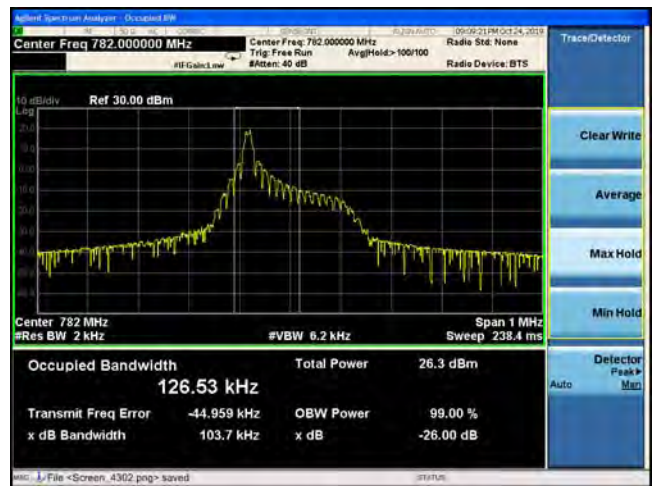 Agilent Spectrum Analyzer - Occupied BW
09:09:21 PM Oct 24, 2019
Center Freq 782.000000 MHz
Center Freq: 782.000000 MHz
Radio Std: None
Trig: Free Run
Avg|Hold:> 100/100
#IFGain:Low
#Atten: 40 dB
Radio Device: BTS
Trace/Detector
10 dB/div
Ref 30.00 dBm
Log
Clear Write
Average
Max Hold
Min Hold
Center 782 MHz
Span 1 MHz
#Res BW 2 kHz
#VBW 6.2 kHz
Sweep 238.4 ms
Occupied Bandwidth
Total Power
26.3 dBm
126.53 kHz
Transmit Freq Error
-44.959 kHz
OBW Power
99.00 %
x dB Bandwidth
103.7 kHz
x dB
-26.00 dB
Detector
Peak▶
Auto
Man
MSG
File <Screen_4302.png> saved
STATUS